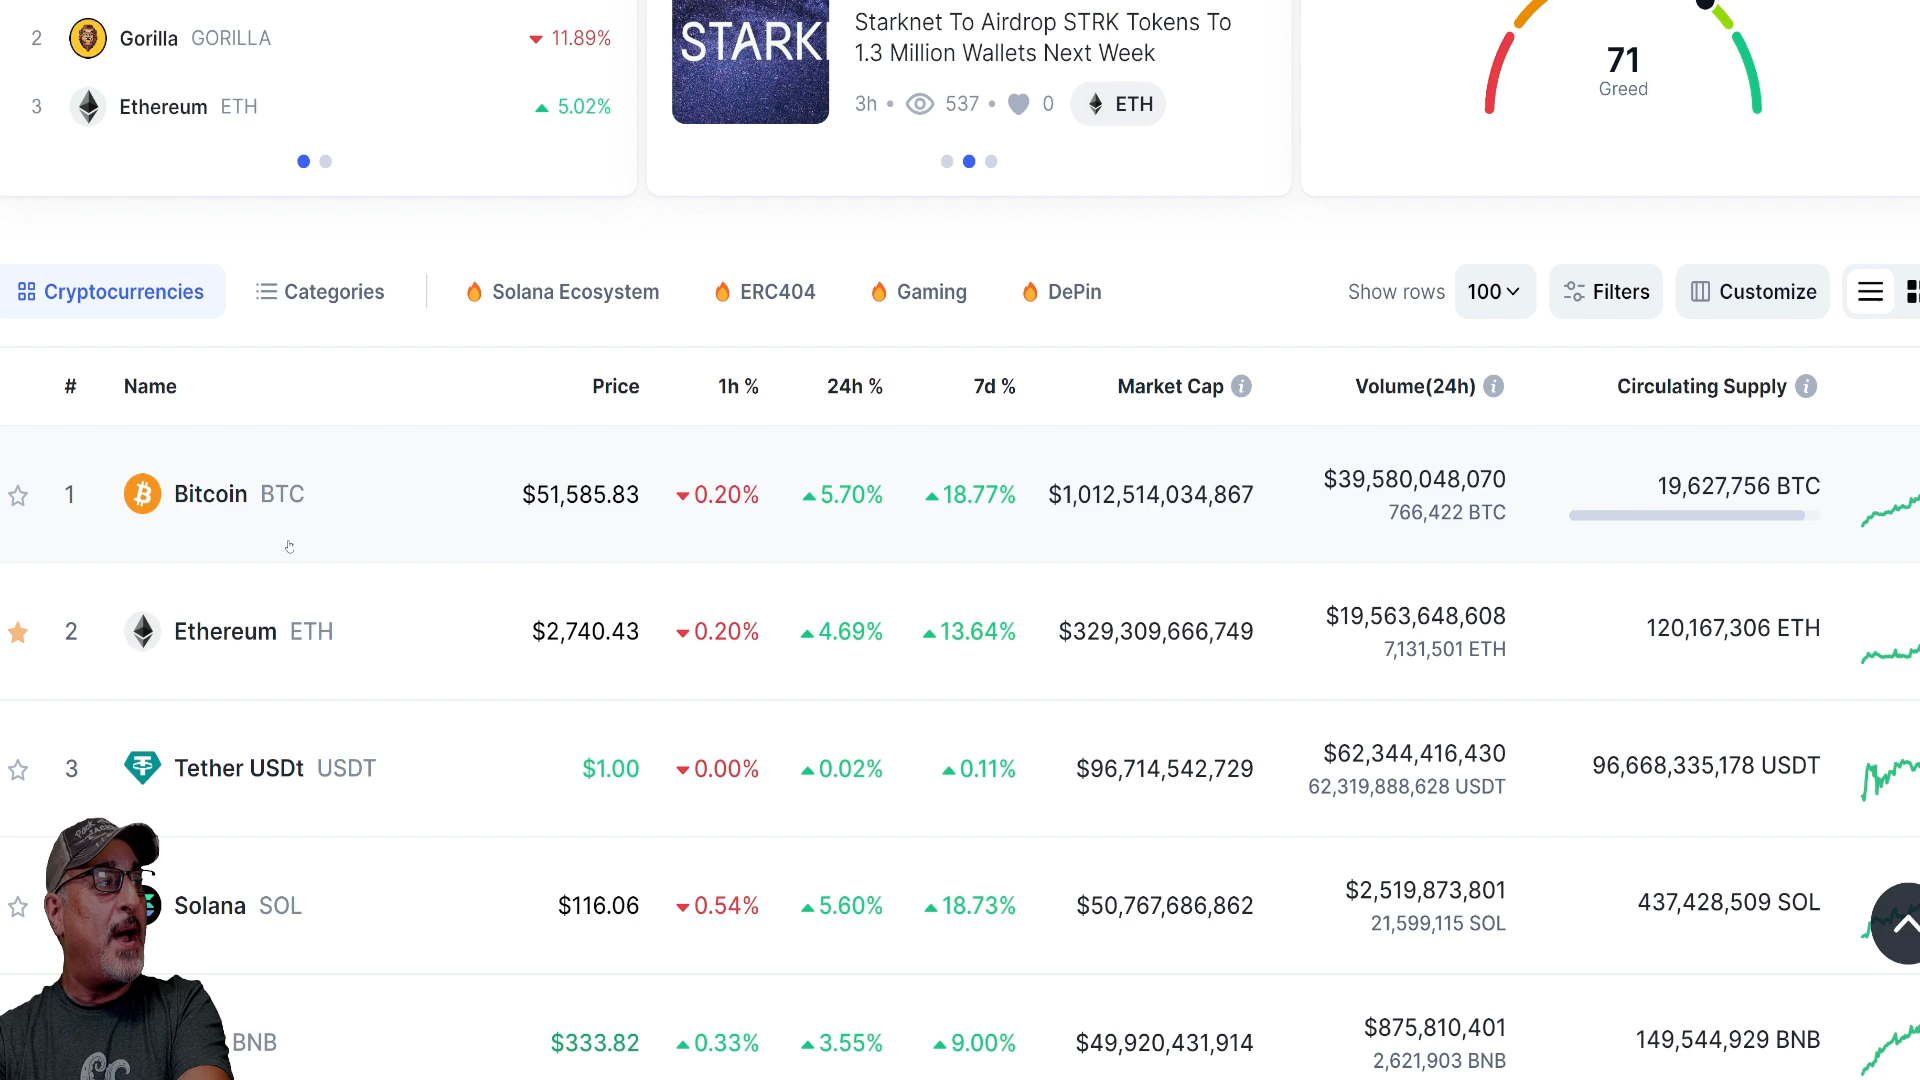 2 Gorilla GORILLA 11.89%
3 Ethereum ETH 5.02%
STARK
Starknet To Airdrop STRK Tokens To
1.3 Million Wallets Next Week
3h • 537 • 0 ETH
71
Greed
Cryptocurrencies Categories Solana Ecosystem ERC404 Gaming DePin Show rows 100 Filters Customize
# Name Price 1h % 24h % 7d % Market Cap Volume(24h) Circulating Supply
1 Bitcoin BTC $51,585.83 0.20% 5.70% 18.77% $1,012,514,034,867 $39,580,048,070 19,627,756 BTC
766,422 BTC
2 Ethereum ETH $2,740.43 0.20% 4.69% 13.64% $329,309,666,749 $19,563,648,608 120,167,306 ETH
7,131,501 ETH
3 Tether USDt USDT $1.00 0.00% 0.02% 0.11% $96,714,542,729 $62,344,416,430 96,668,335,178 USDT
62,319,888,628 USDT
Solana SOL $116.06 0.54% 5.60% 18.73% $50,767,686,862 $2,519,873,801 437,428,509 SOL
21,599,115 SOL
BNB $333.82 0.33% 3.55% 9.00% $49,920,431,914 $875,810,401 149,544,929 BNB
2,621,903 BNB